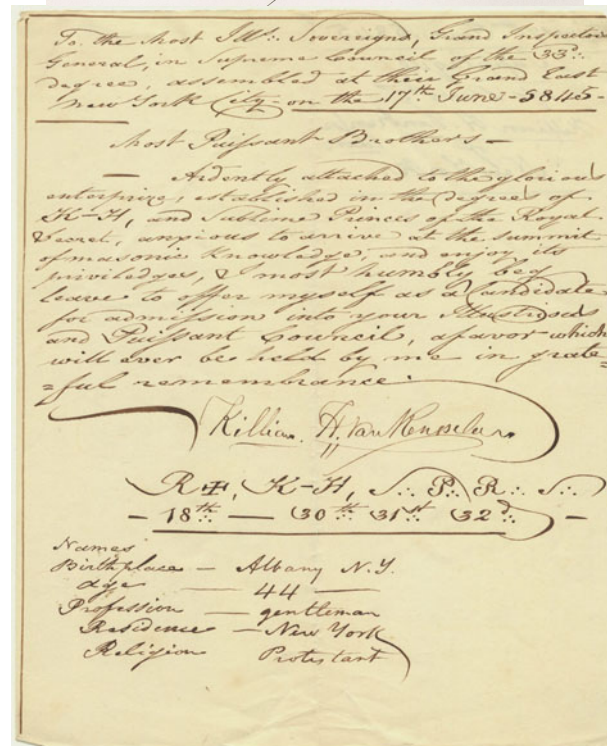 To, the Most Ill∴ Sovereigns, Grand Inspectors
General, in Supreme Council of the 33d∴
degree, assembled at their Grand East
New York City - on the 17th June - 5845 -
Most Puissant Brothers -
- Ardently attached to the glorious
enterprize, established in the degrees of
K-H, and Sublime Princes of the Royal
Secret, anxious to arrive at the summit
of masonic knowledge, and enjoy its
priviledges, I most humbly beg
leave to offer myself as a Candidate
for admission into your Illustrious
and Puissant Council, a favor which
will ever be held by me in grate=
=ful remembrance.
Killian. H. Van Rensselaer
R✠, K-H, S∴ P∴ R∴ S∴
- 18th∴ — 30th∴ 31st 32d∴ -
Names
Birthplace - Albany N.Y.
age — 44 —
Profession — gentleman
Residense - New York
Religion Protestant